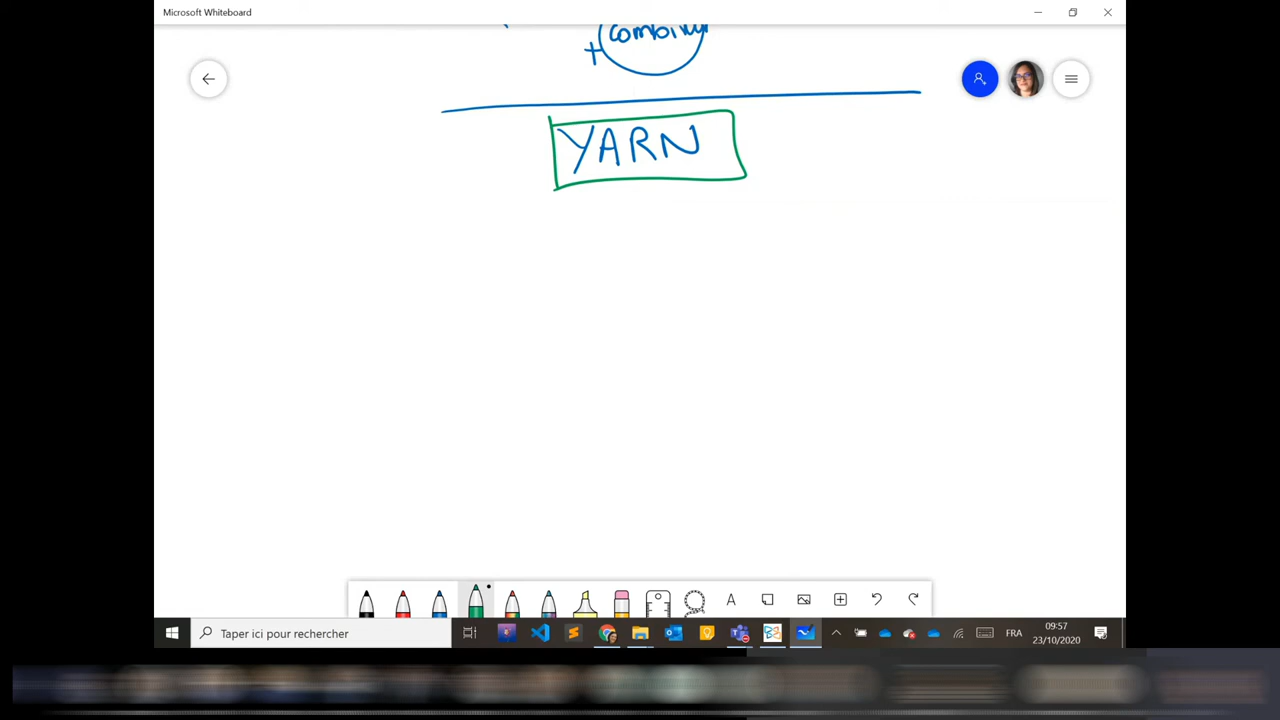 Microsoft Whiteboard
+
YARN
A
Taper ici pour rechercher
FRA
09:57
23/10/2020